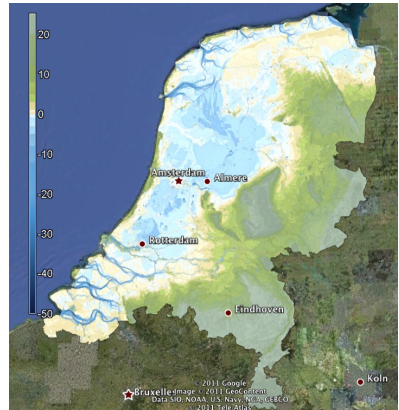 20
10
0
-10
-20
-30
-40
-50
Amsterdam
Almere
Rotterdam
Eindhoven
Koln
Bruxelles
© 2011 Google
Image © 2011 GeoContent
Data SIO, NOAA, U.S. Navy, NGA, GEBCO
© 2011 Tele Atlas